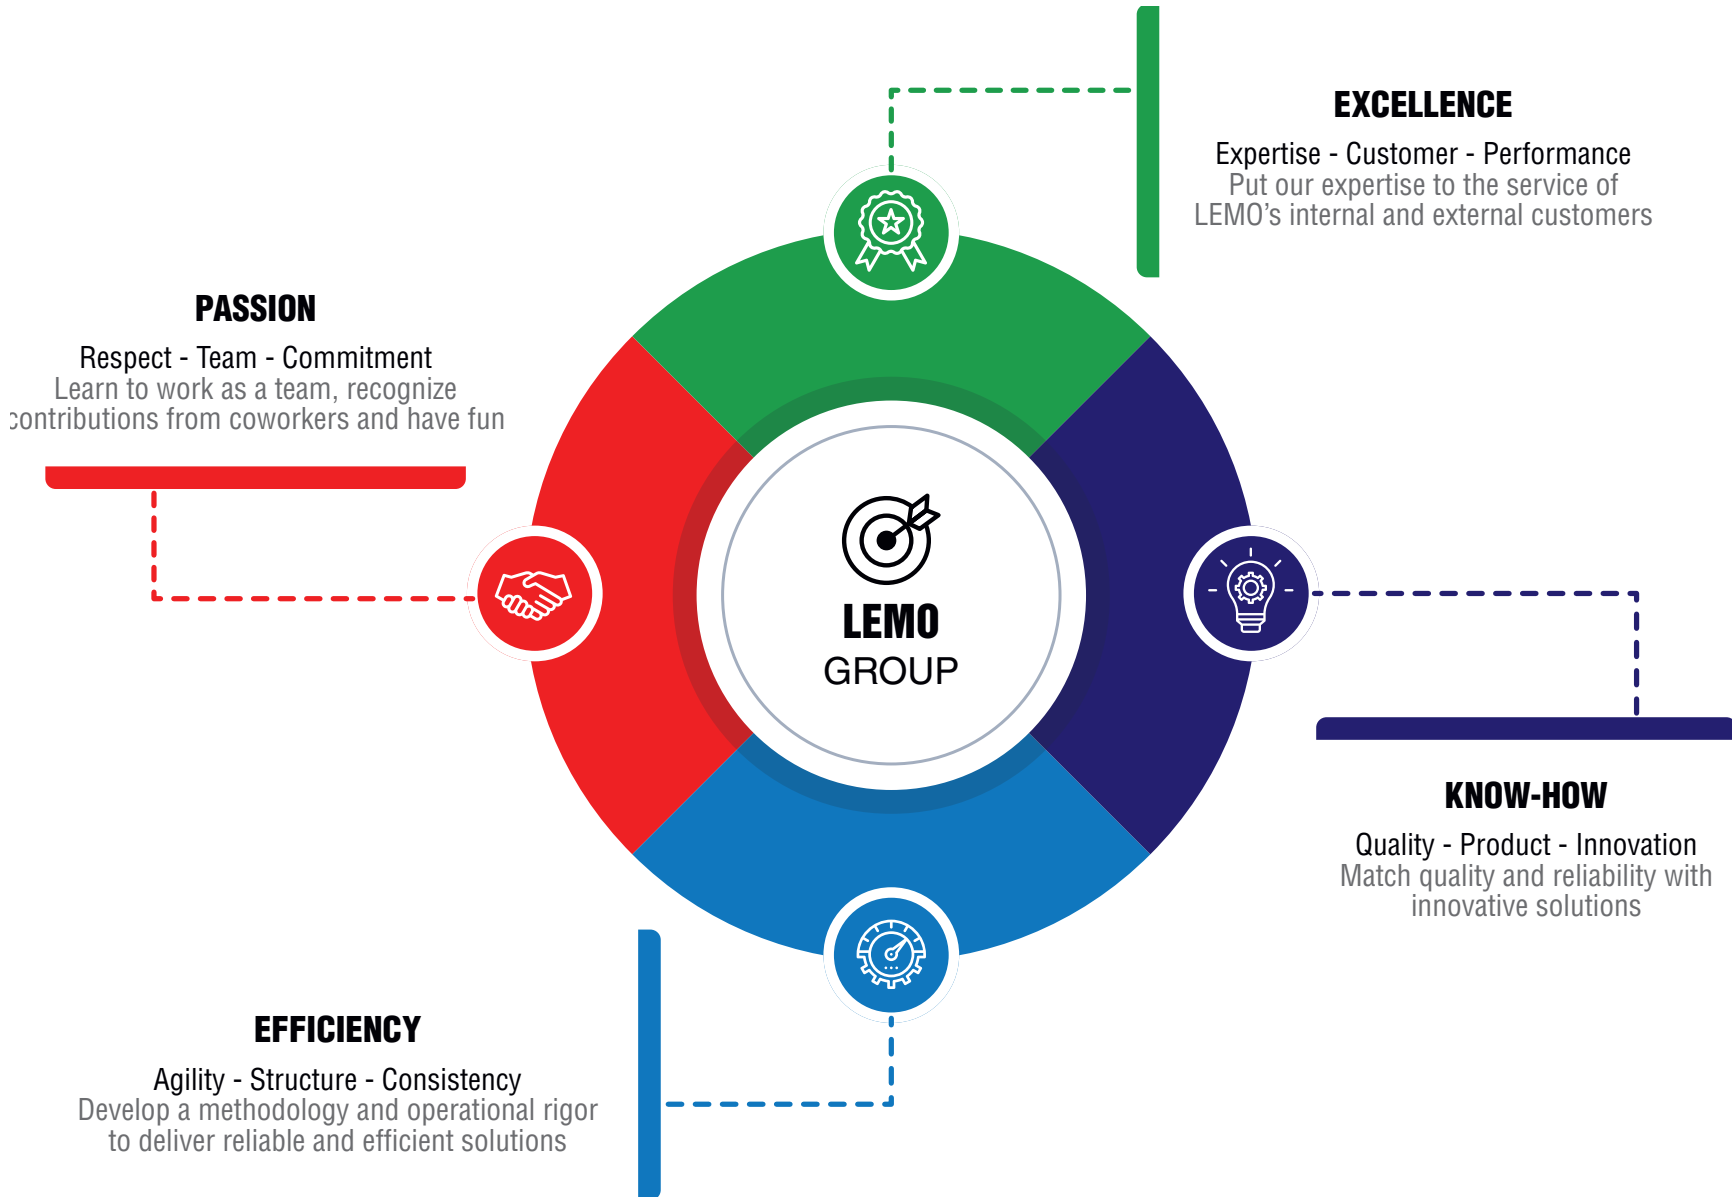 EXCELLENCE
Expertise - Customer - Performance
Put our expertise to the service of
LEMO’s internal and external customers
PASSION
Respect - Team - Commitment
Learn to work as a team, recognize
contributions from coworkers and have fun
LEMO
GROUP
KNOW-HOW
Quality - Product - Innovation
Match quality and reliability with
innovative solutions
EFFICIENCY
Agility - Structure - Consistency
Develop a methodology and operational rigor
to deliver reliable and efficient solutions